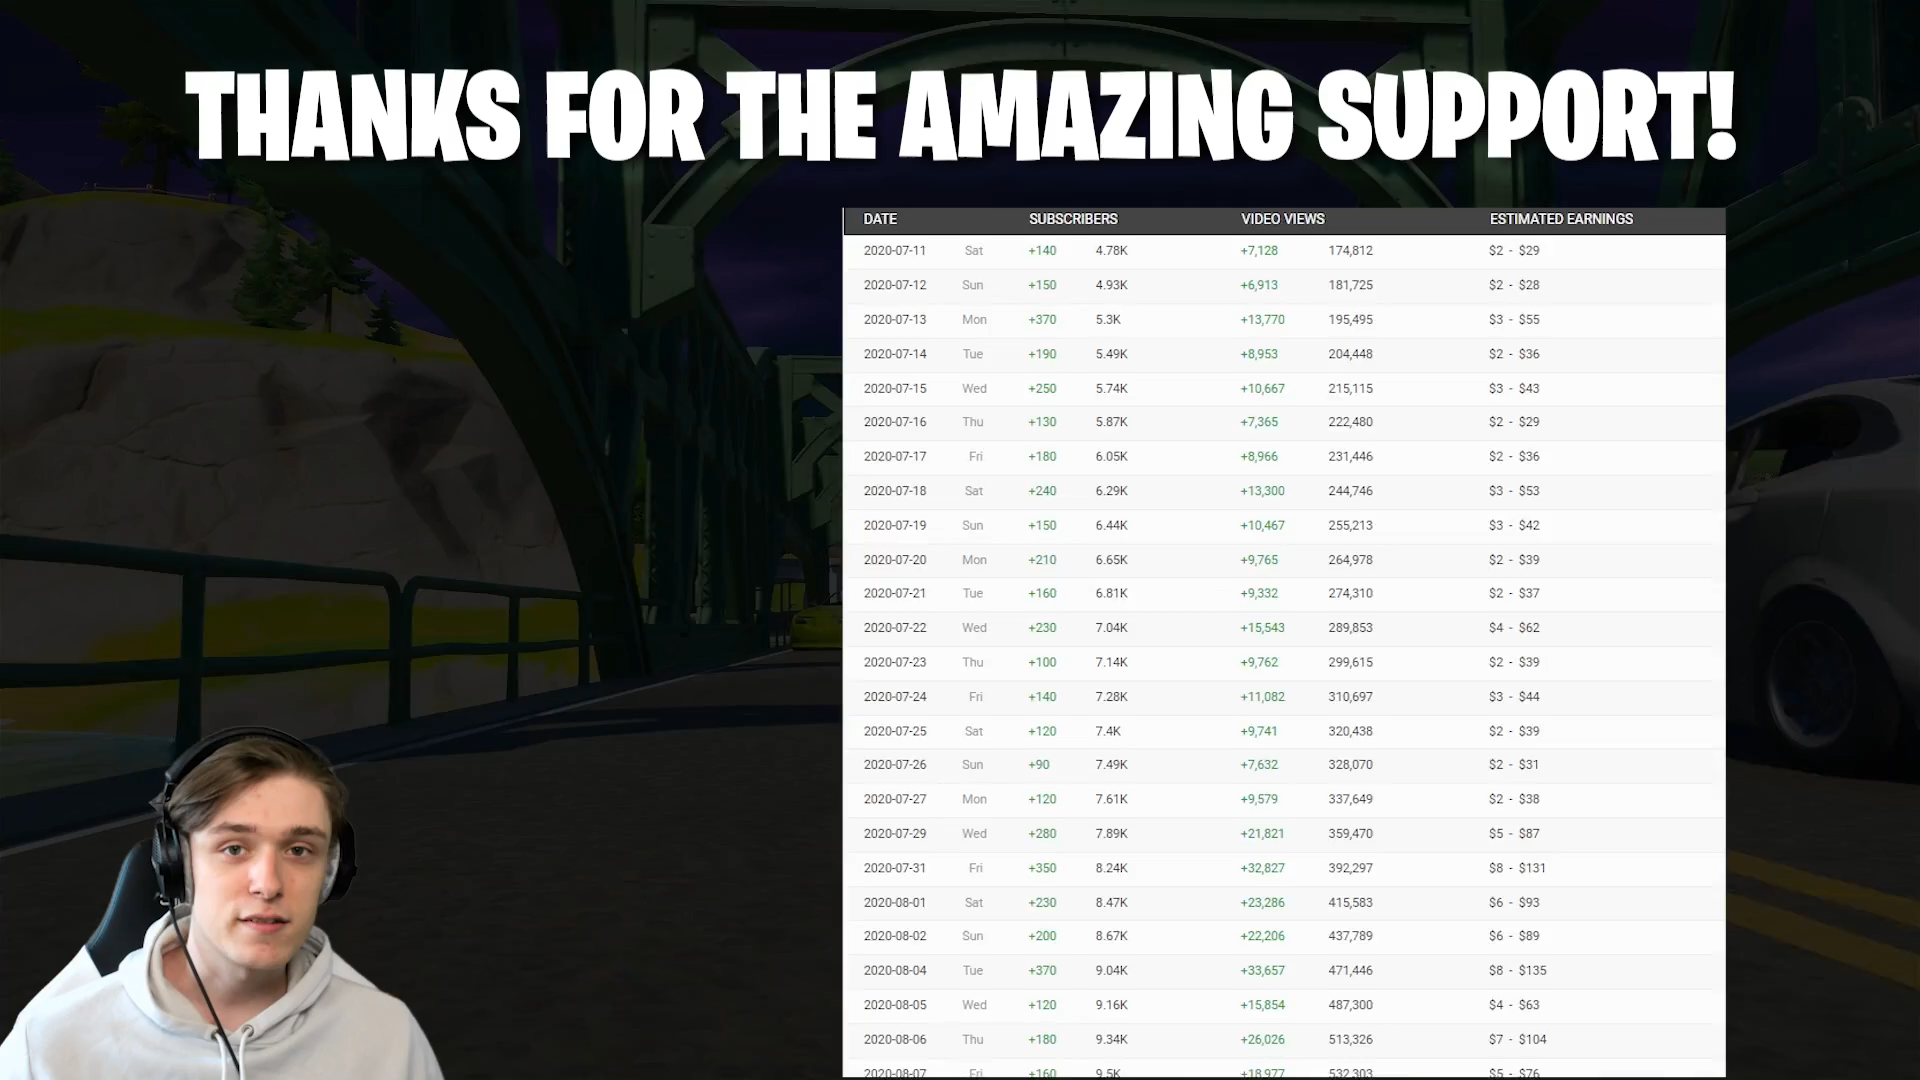 THANKS FOR THE AMAZING SUPPORT!
DATE SUBSCRIBERS VIDEO VIEWS ESTIMATED EARNINGS
2020-07-11 Sat +140 4.78K +7,128 174,812 $2 - $29
2020-07-12 Sun +150 4.93K +6,913 181,725 $2 - $28
2020-07-13 Mon +370 5.3K +13,770 195,495 $3 - $55
2020-07-14 Tue +190 5.49K +8,953 204,448 $2 - $36
2020-07-15 Wed +250 5.74K +10,667 215,115 $3 - $43
2020-07-16 Thu +130 5.87K +7,365 222,480 $2 - $29
2020-07-17 Fri +180 6.05K +8,966 231,446 $2 - $36
2020-07-18 Sat +240 6.29K +13,300 244,746 $3 - $53
2020-07-19 Sun +150 6.44K +10,467 255,213 $3 - $42
2020-07-20 Mon +210 6.65K +9,765 264,978 $2 - $39
2020-07-21 Tue +160 6.81K +9,332 274,310 $2 - $37
2020-07-22 Wed +230 7.04K +15,543 289,853 $4 - $62
2020-07-23 Thu +100 7.14K +9,762 299,615 $2 - $39
2020-07-24 Fri +140 7.28K +11,082 310,697 $3 - $44
2020-07-25 Sat +120 7.4K +9,741 320,438 $2 - $39
2020-07-26 Sun +90 7.49K +7,632 328,070 $2 - $31
2020-07-27 Mon +120 7.61K +9,579 337,649 $2 - $38
2020-07-29 Wed +280 7.89K +21,821 359,470 $5 - $87
2020-07-31 Fri +350 8.24K +32,827 392,297 $8 - $131
2020-08-01 Sat +230 8.47K +23,286 415,583 $6 - $93
2020-08-02 Sun +200 8.67K +22,206 437,789 $6 - $89
2020-08-04 Tue +370 9.04K +33,657 471,446 $8 - $135
2020-08-05 Wed +120 9.16K +15,854 487,300 $4 - $63
2020-08-06 Thu +180 9.34K +26,026 513,326 $7 - $104
2020-08-07 Fri +160 9.5K +18,977 532,303 $5 - $76